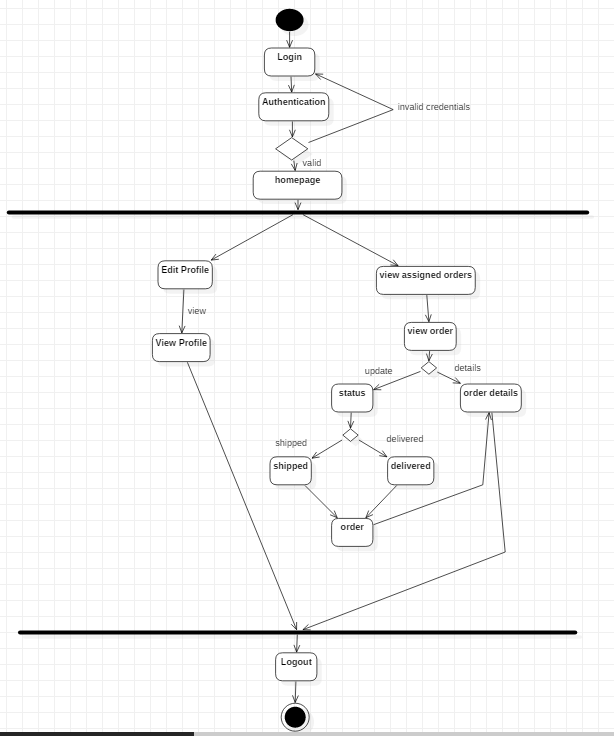 Login
Authentication
invalid credentials
valid
homepage
Edit Profile
view assigned orders
view
view order
View Profile
update
details
status
order details
shipped
delivered
shipped
delivered
order
Logout